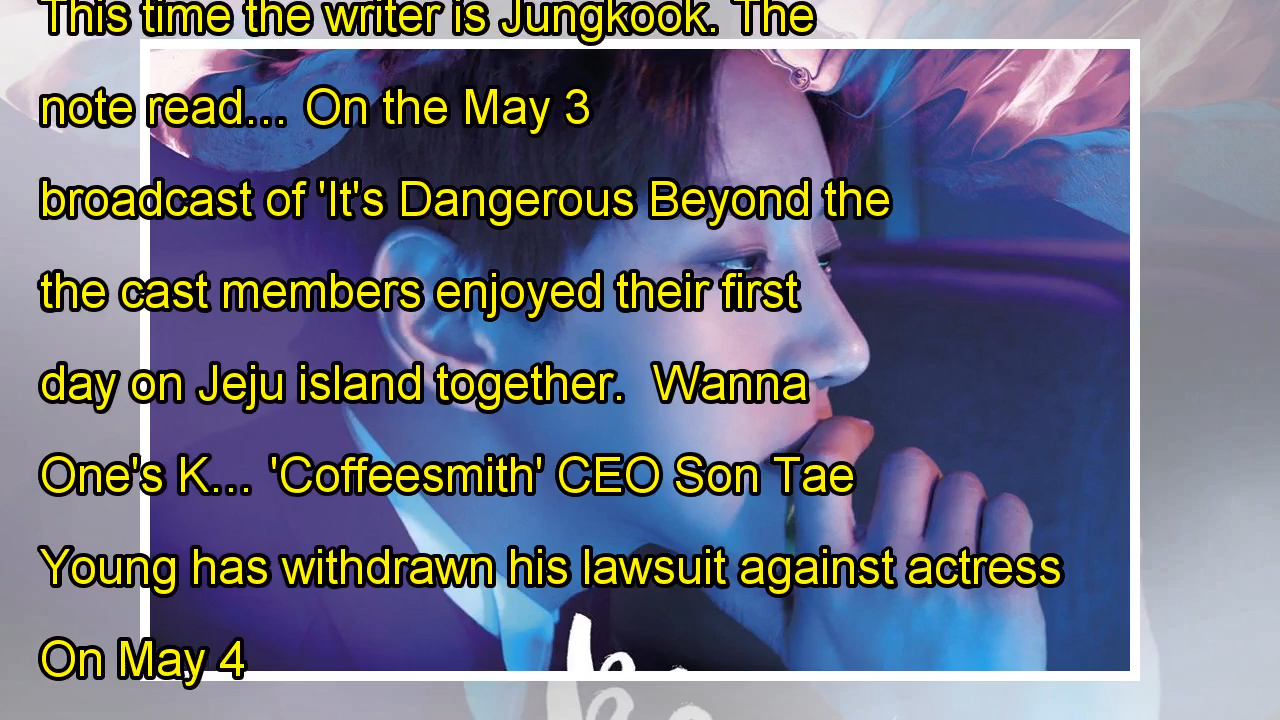 This time the writer is Jungkook. The
note read... On the May 3
broadcast of 'It's Dangerous Beyond the
the cast members enjoyed their first
day on Jeju island together.  Wanna
One's K... 'Coffeesmith' CEO Son Tae
Young has withdrawn his lawsuit against actress
On May 4